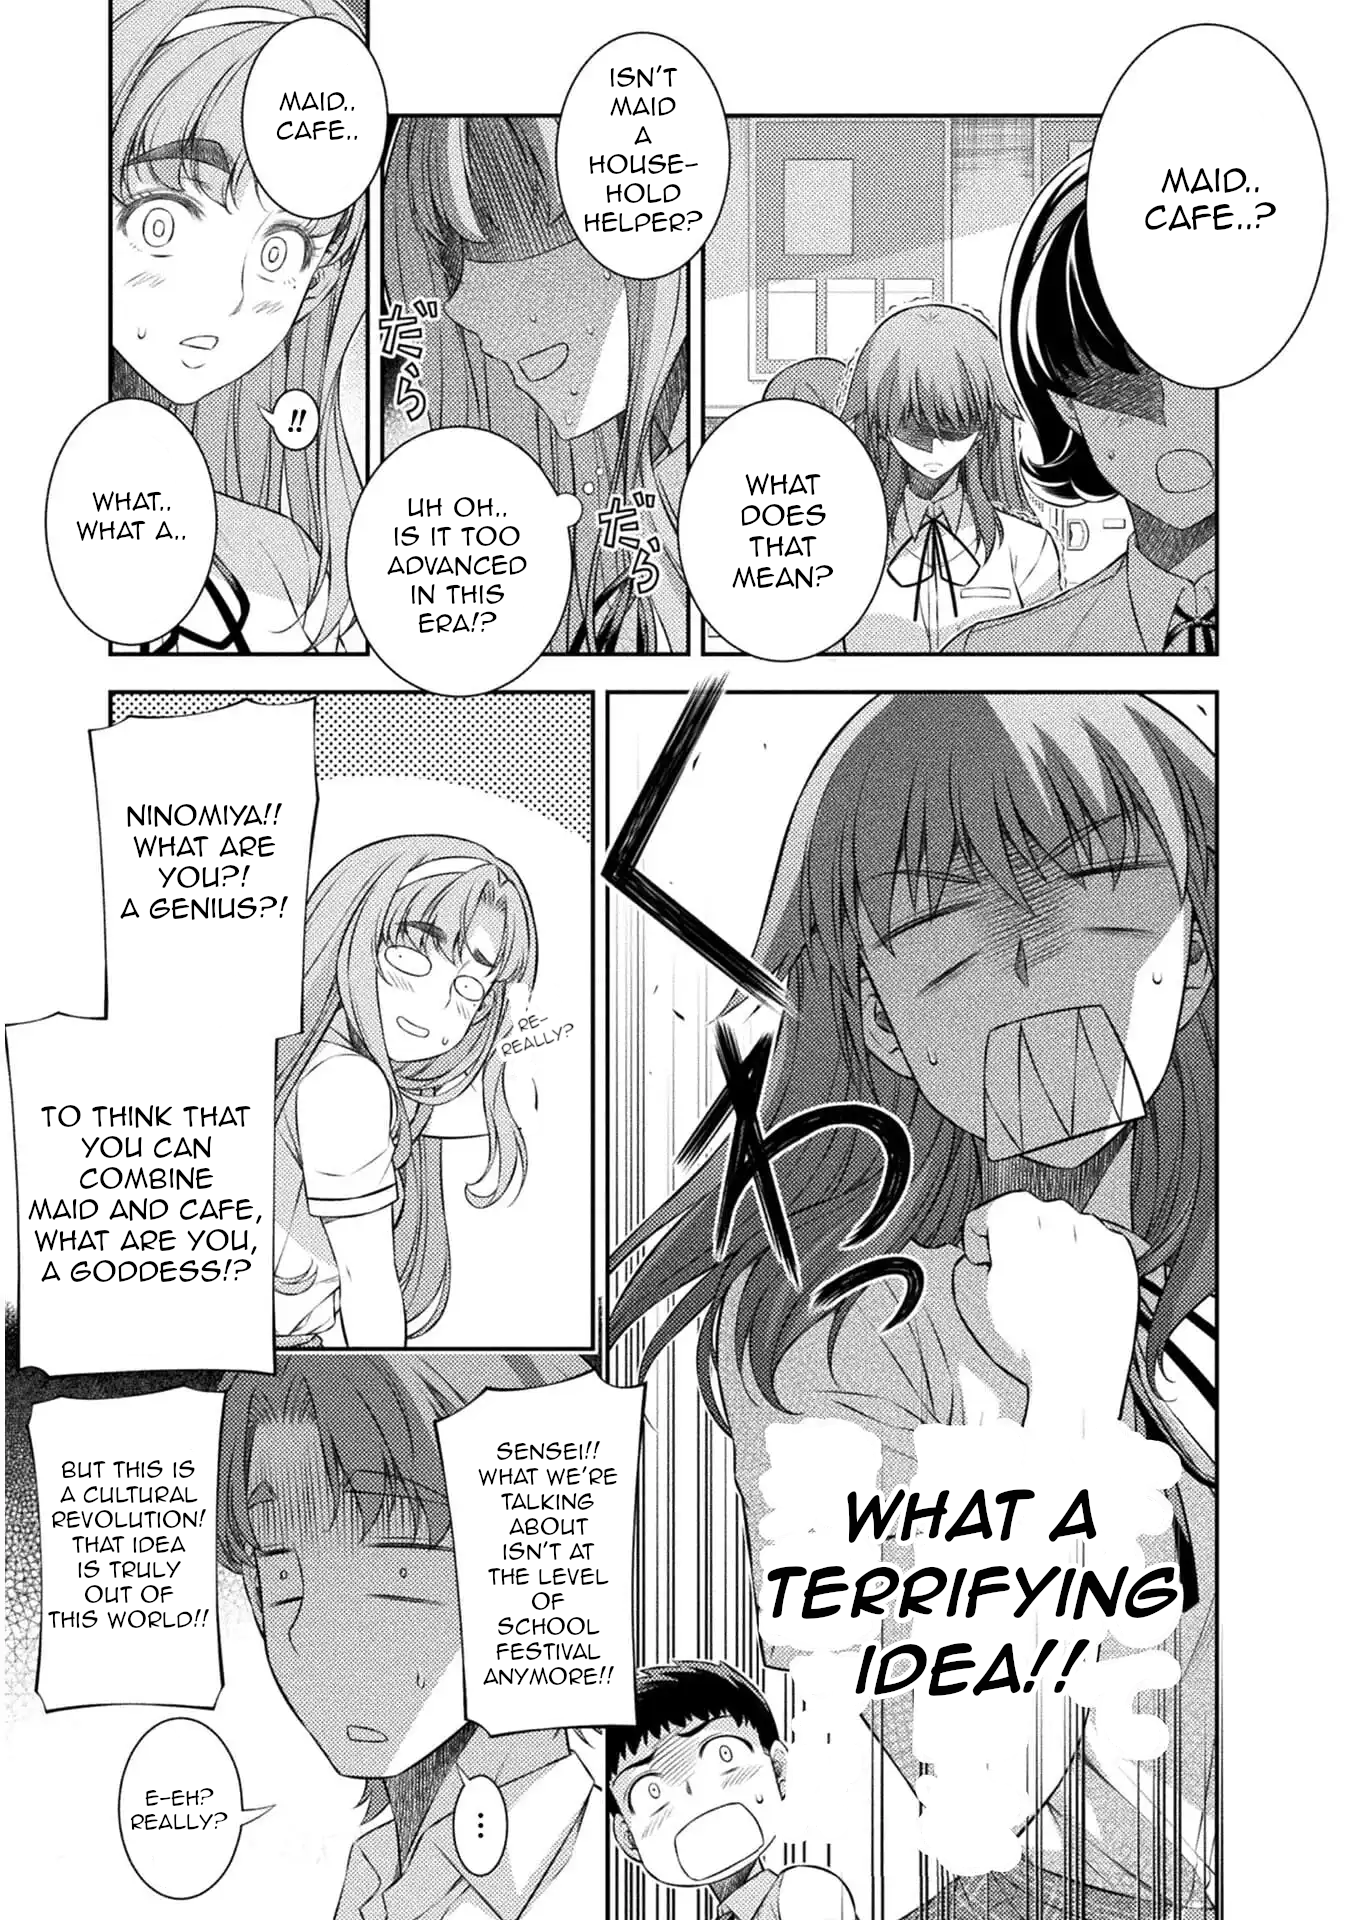 MAID..
CAFE..?
WHAT
DOES
THAT
MEAN?
ISN'T
MAID
A
HOUSE-
HOLD
HELPER?
だら
だら
UH OH..
IS IT TOO
ADVANCED
IN THIS
ERA!?
MAID..
CAFE..
!!
WHAT..
WHAT A..
くわっ
WHAT A
TERRIFYING
IDEA!!
NINOMIYA!!
WHAT ARE
YOU?!
A GENIUS?!
TO THINK THAT
YOU CAN
COMBINE
MAID AND CAFE,
WHAT ARE YOU,
A GODDESS!?
RE-
REALLY?
SENSEI!!
WHAT WE'RE
TALKING
ABOUT
ISN'T AT
THE LEVEL
OF
SCHOOL
FESTIVAL
ANYMORE!!
...
BUT THIS IS
A CULTURAL
REVOLUTION!
THAT IDEA
IS TRULY
OUT OF
THIS WORLD!!
E-EH?
REALLY?